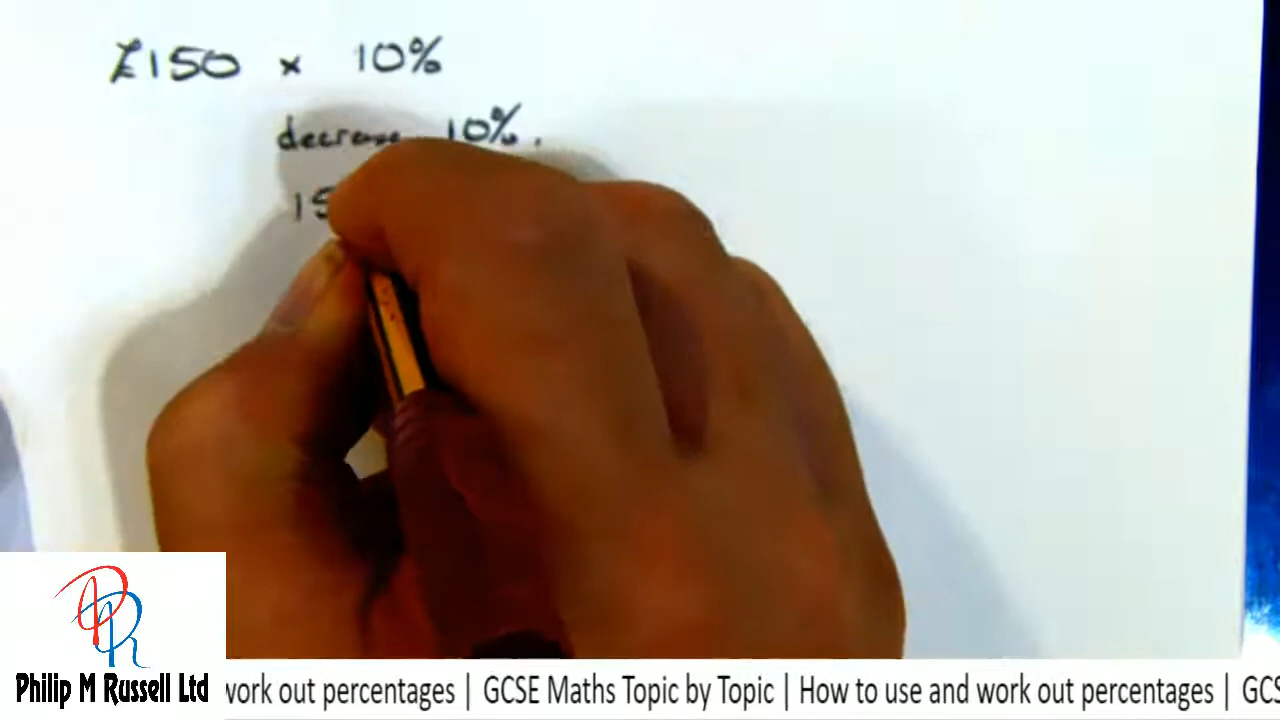 £150 × 10%
decrease 10%.
15
Philip M Russell Ltd
work out percentages | GCSE Maths Topic by Topic | How to use and work out percentages |